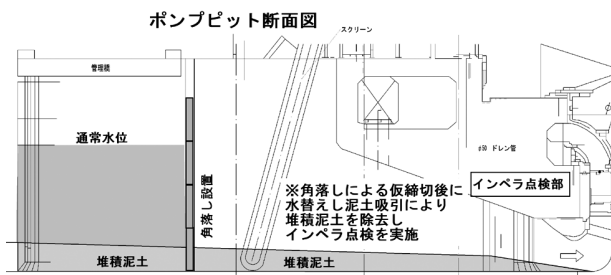 ポンプピット断面図
スクリーン
管理橋
通常水位
角落し設置
φ50 ドレン管
インペラ点検部
※角落しによる仮締切後に
水替えし泥土吸引により
堆積泥土を除去し
インペラ点検を実施
堆積泥土
堆積泥土